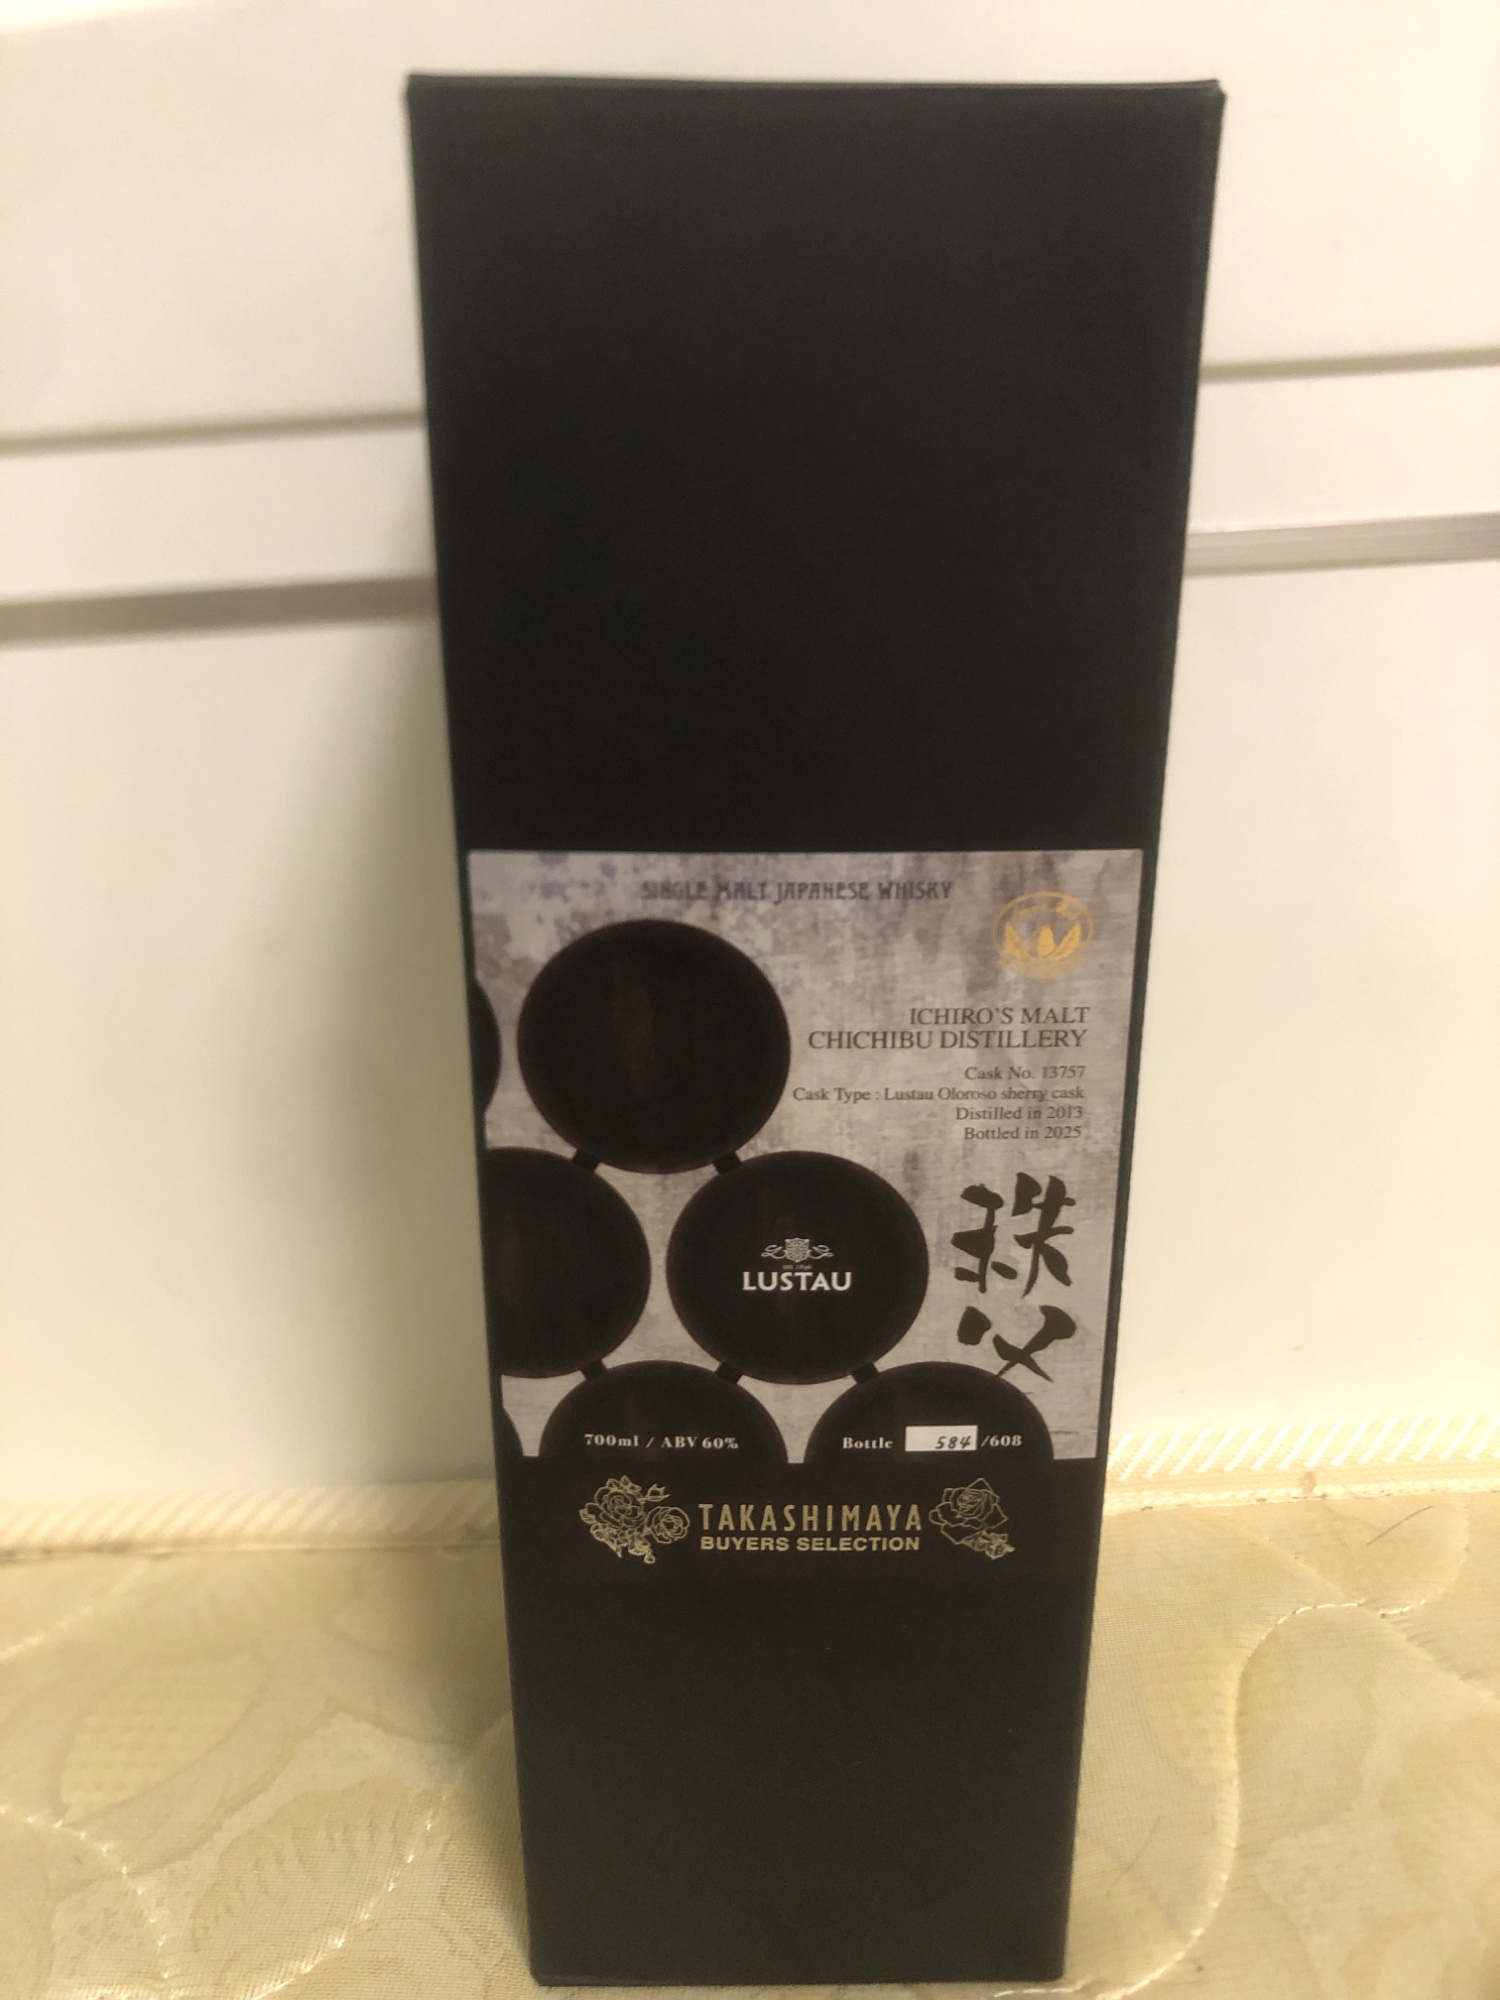 SINGLE MALT JAPANESE WHISKY
ICHIRO'S MALT
CHICHIBU DISTILLERY
Cask No. 13757
Cask Type : Lustau Oloroso sherry cask
Distilled in 2013
Bottled in 2025
秩父
LUSTAU
700ml / ABV 60%
Bottle 584 /608
TAKASHIMAYA
BUYERS SELECTION